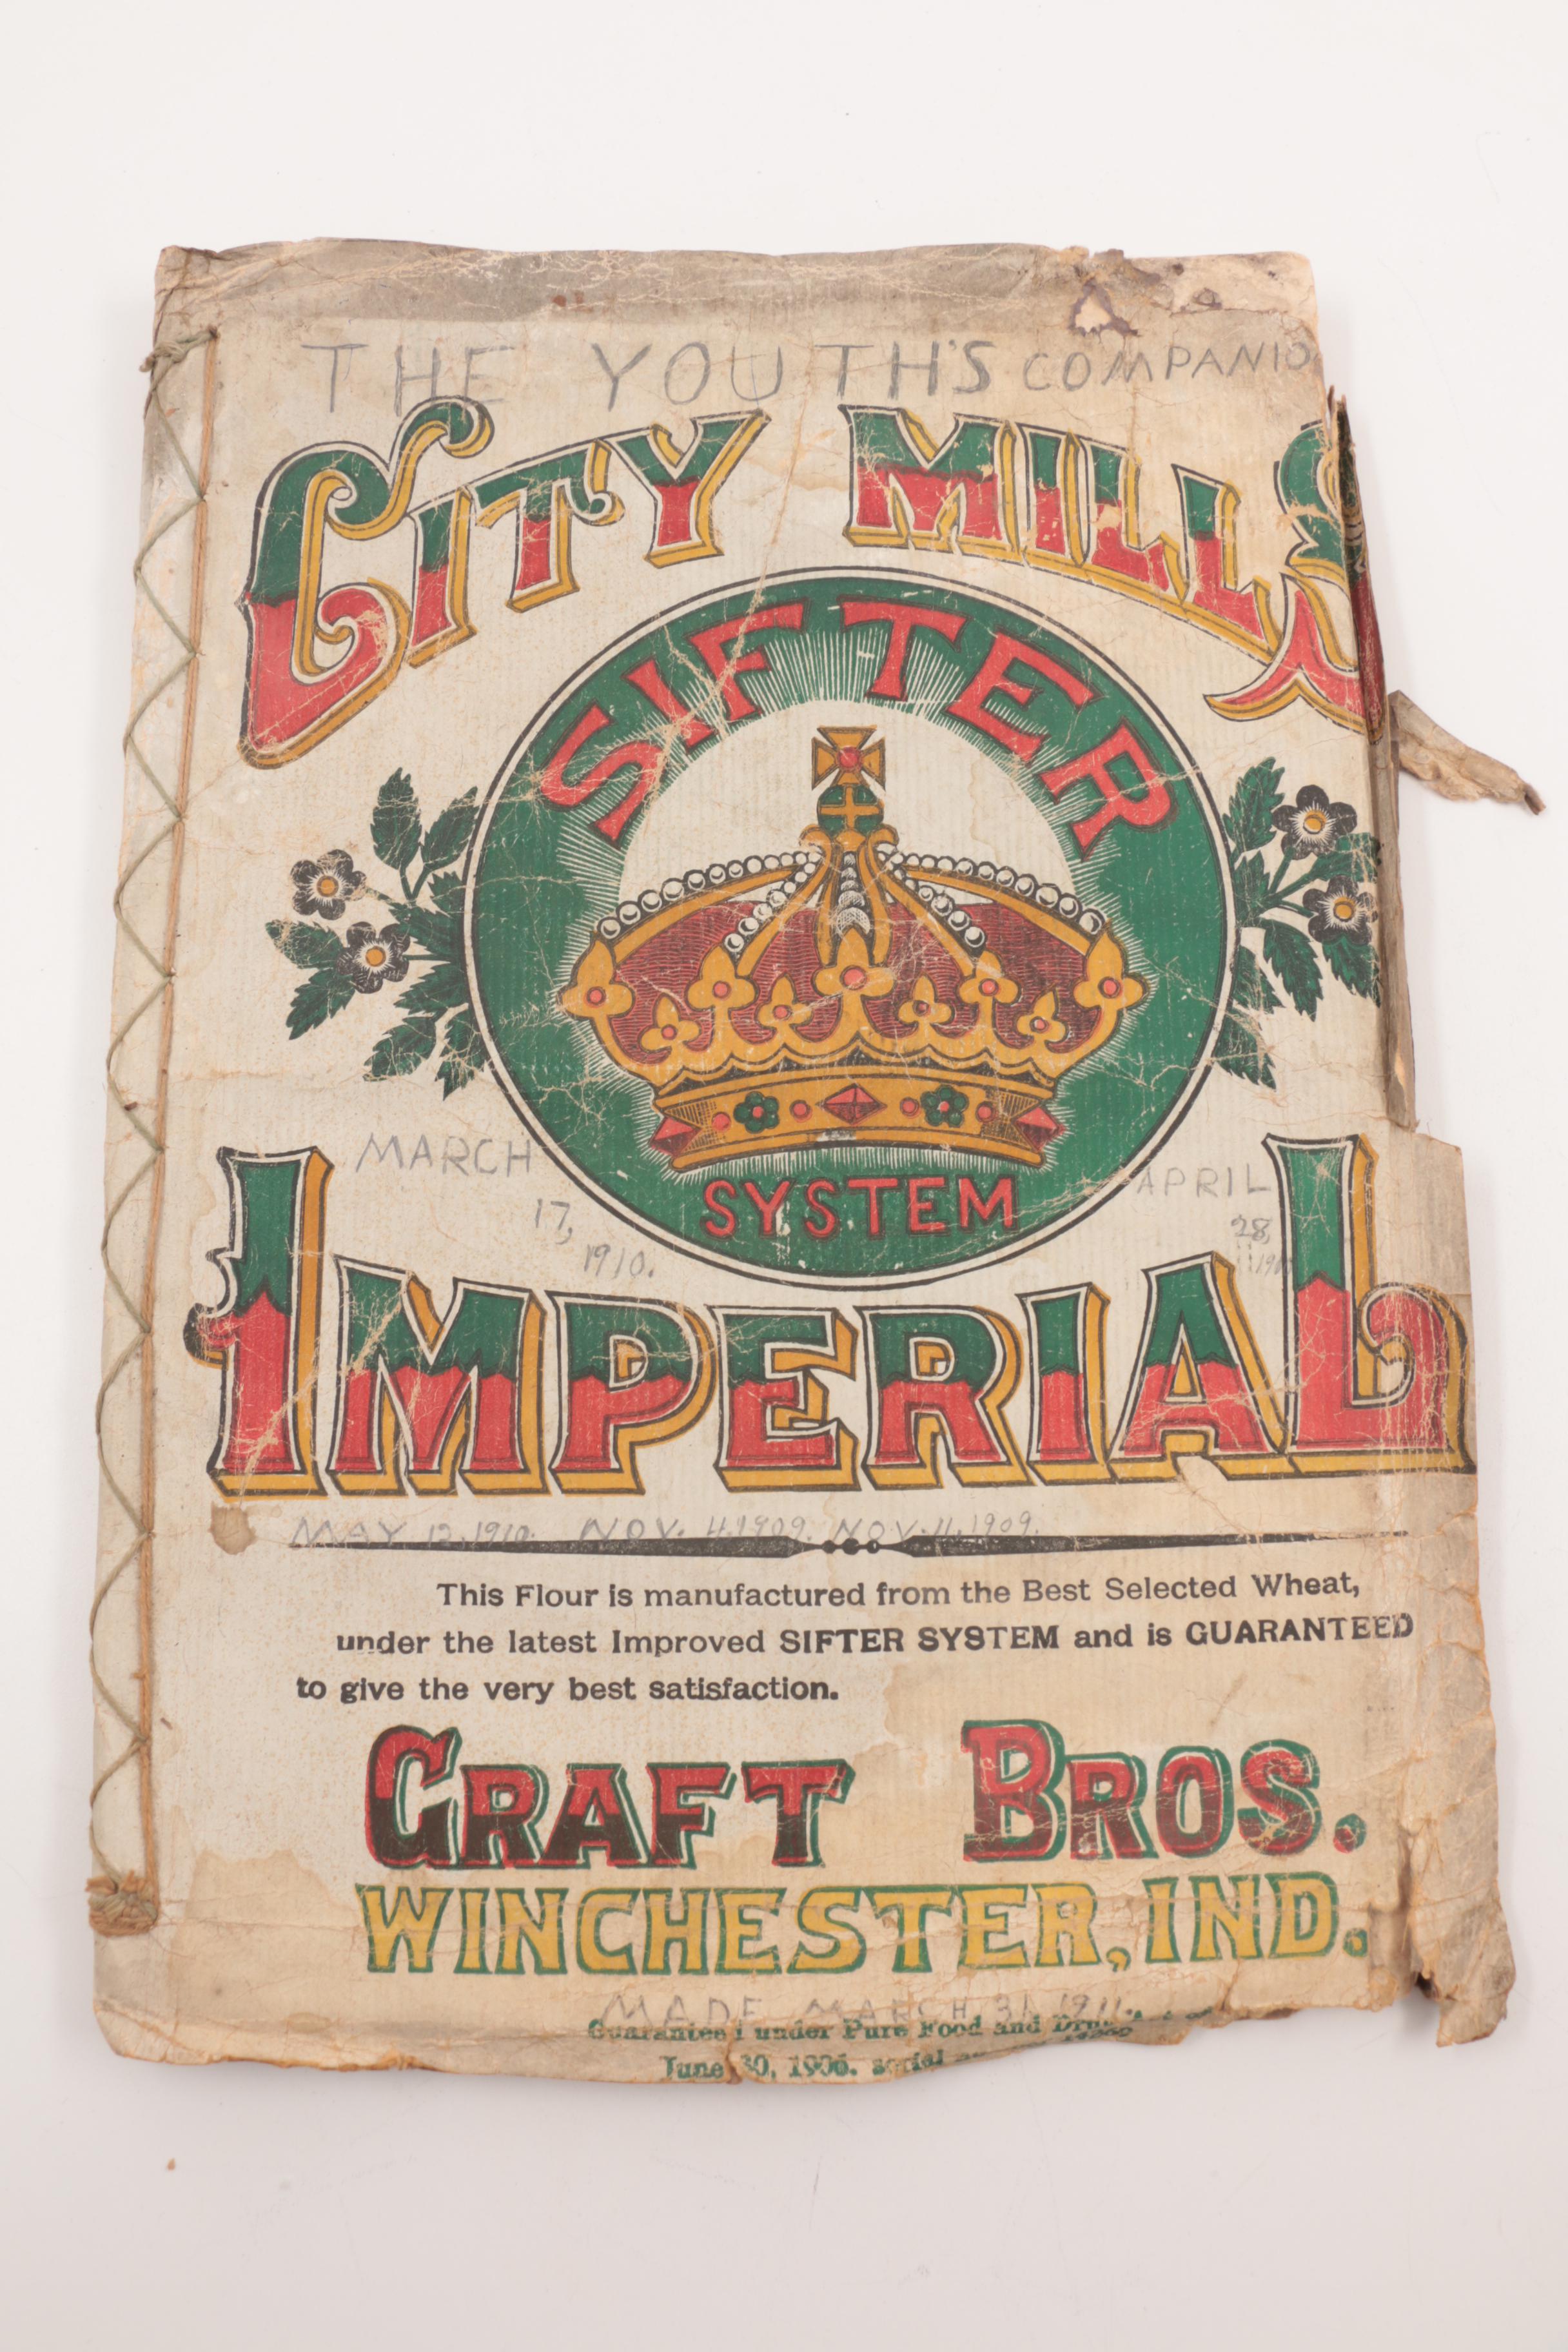 THE YOUTH'S COMPANIO
CITY MILLS
SIFTER
SYSTEM
MARCH
17,
1910.
APRIL
28,
IMPERIAL
MAY 12,1910. NOV. 4,1909. NOV. 11,1909.
This Flour is manufactured from the Best Selected Wheat,
under the latest Improved SIFTER SYSTEM and is GUARANTEED
to give the very best satisfaction.
GRAFT BROS.
WINCHESTER, IND.
MADE MARCH 31, 1911.
Guaranteed under Pure Food and
June 30, 1906. serial